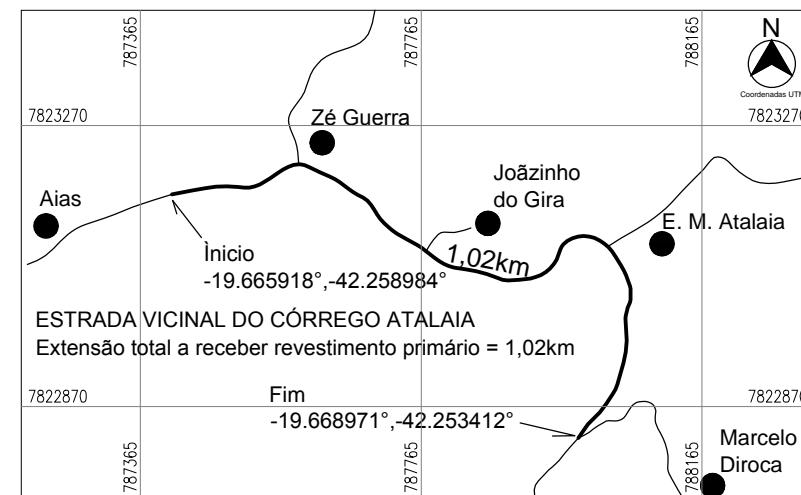 787365
787765
788165
N
Coordenadas UTM
7823270
7823270
Zé Guerra
Aias
Joãzinho
do Gira
E. M. Atalaia
1,02km
Ìnicio
-19.665918°,-42.258984°
ESTRADA VICINAL DO CÓRREGO ATALAIA
Extensão total a receber revestimento primário = 1,02km
7822870
7822870
Fim
-19.668971°,-42.253412°
Marcelo
Diroca
787365
787765
788165